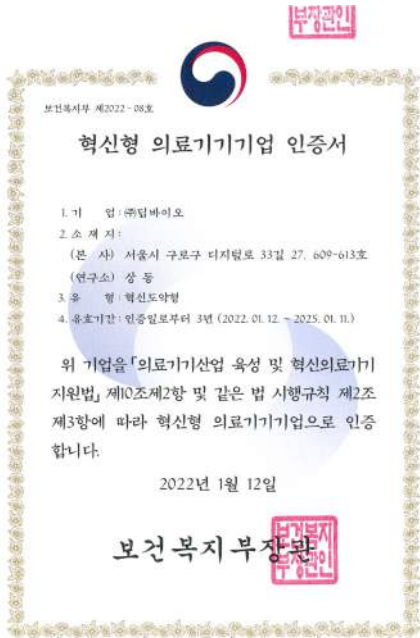 부장관인
보건복지부 제2022-08호
혁신형 의료기기기업 인증서
1. 기 업 : ㈜딥바이오
2. 소 재 지 :
(본 사) 서울시 구로구 디지털로 33길 27, 609-613호
(연구소) 상 동
3. 유 형 : 혁신도약형
4. 유효기간 : 인증일로부터 3년 (2022. 01. 12. ~ 2025. 01. 11.)
위 기업을 「의료기기산업 육성 및 혁신의료기기
지원법」 제10조제2항 및 같은 법 시행규칙 제2조
제3항에 따라 혁신형 의료기기기업으로 인증
합니다.
2022년 1월 12일
보건복지부장관
보건복지
부장관인